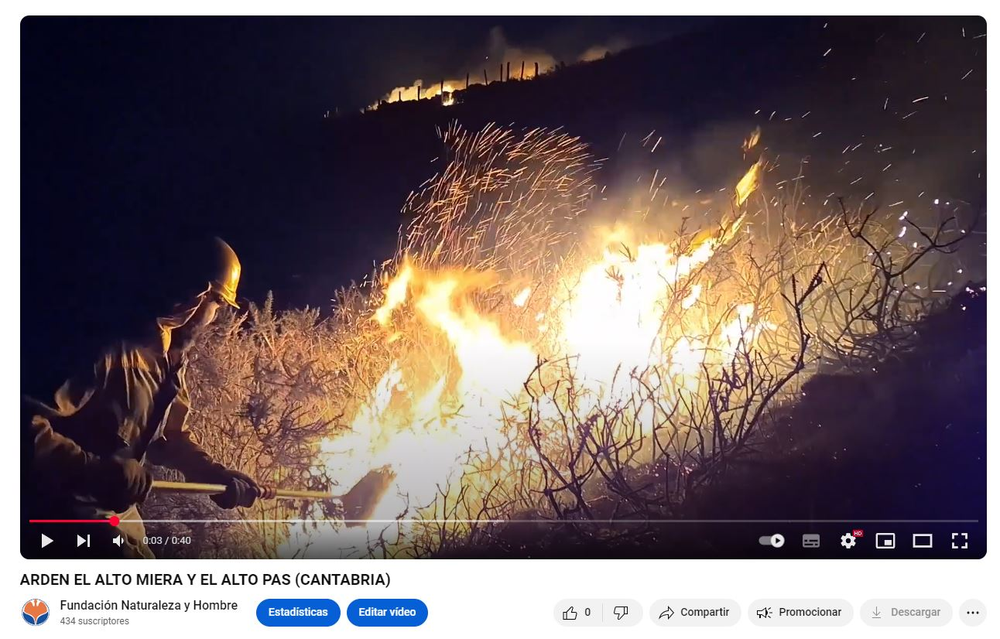 0:03 / 0:40
HD
ARDEN EL ALTO MIERA Y EL ALTO PAS (CANTABRIA)
Fundación Naturaleza y Hombre
434 suscriptores
Estadísticas
Editar vídeo
0
Compartir
Promocionar
Descargar